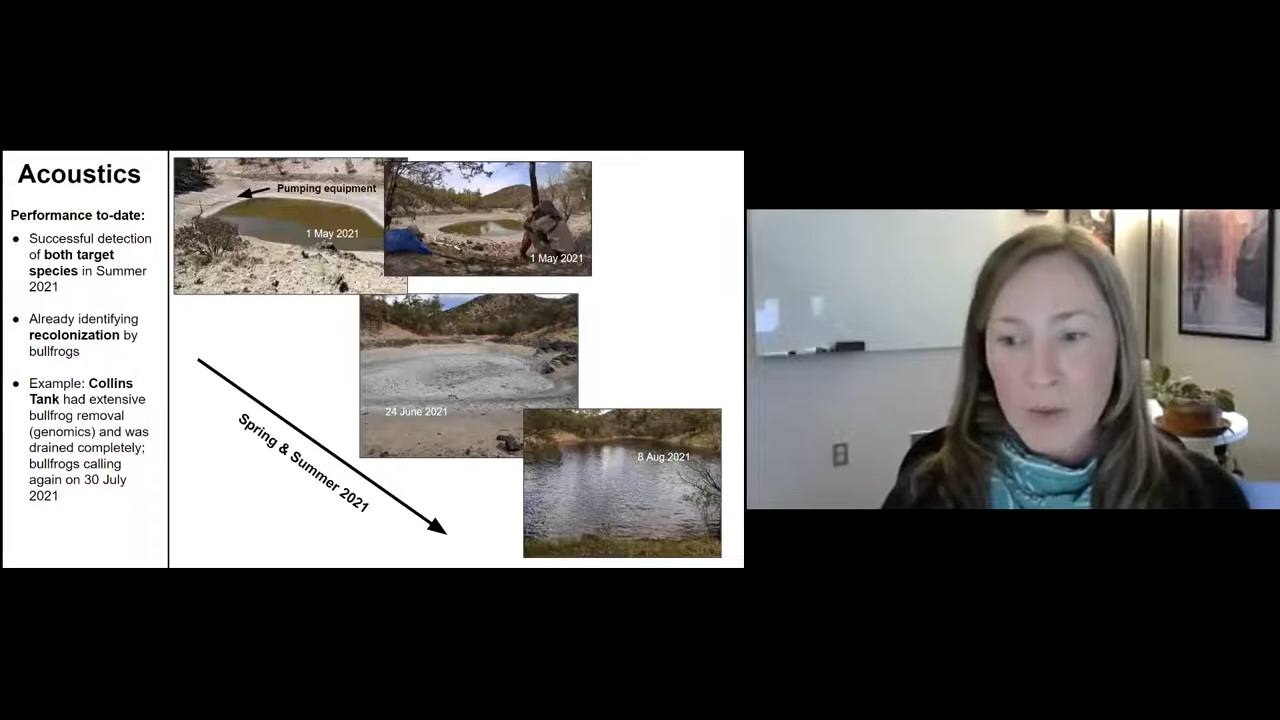 Acoustics
Performance to-date:
● Successful detection
of both target
species in Summer
2021
● Already identifying
recolonization by
bullfrogs
● Example: Collins
Tank had extensive
bullfrog removal
(genomics) and was
drained completely;
bullfrogs calling
again on 30 July
2021
Pumping equipment
1 May 2021
1 May 2021
24 June 2021
8 Aug 2021
Spring & Summer 2021